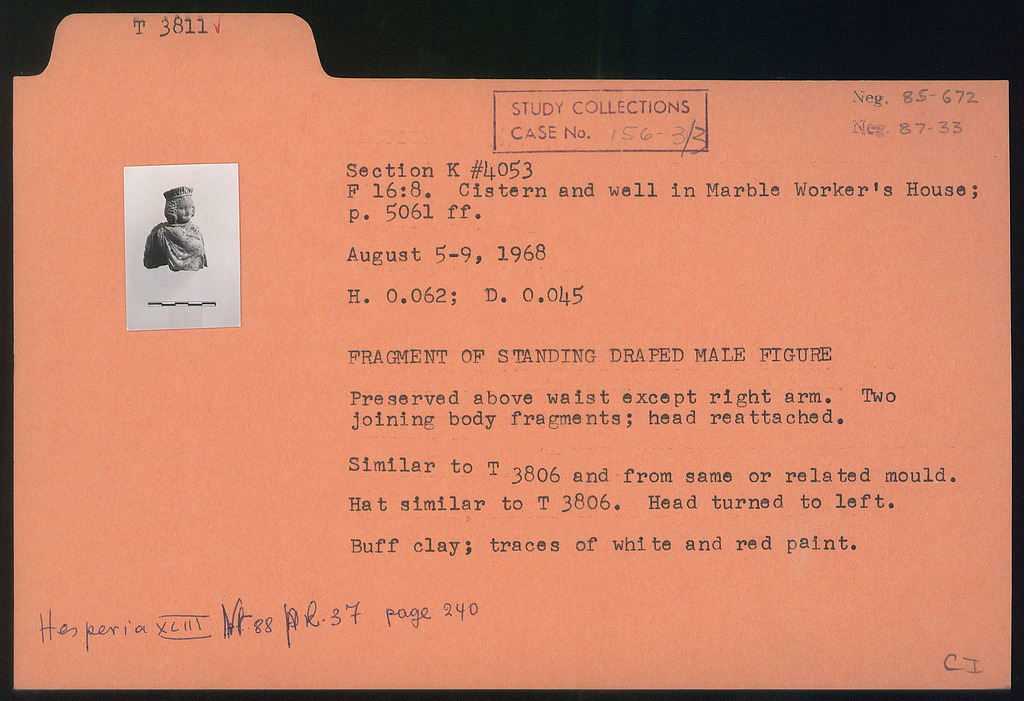 T 3811 ✓
Neg. 85-672
Neg. 87-33
STUDY COLLECTIONS
CASE No. 156-3/3
Section K #4053
F 16:8. Cistern and well in Marble Worker's House;
p. 5061 ff.
August 5-9, 1968
H. 0.062; D. 0.045
FRAGMENT OF STANDING DRAPED MALE FIGURE
Preserved above waist except right arm. Two
joining body fragments; head reattached.
Similar to T 3806 and from same or related mould.
Hat similar to T 3806. Head turned to left.
Buff clay; traces of white and red paint.
Hesperia XLIII 88 37 page 240
CI